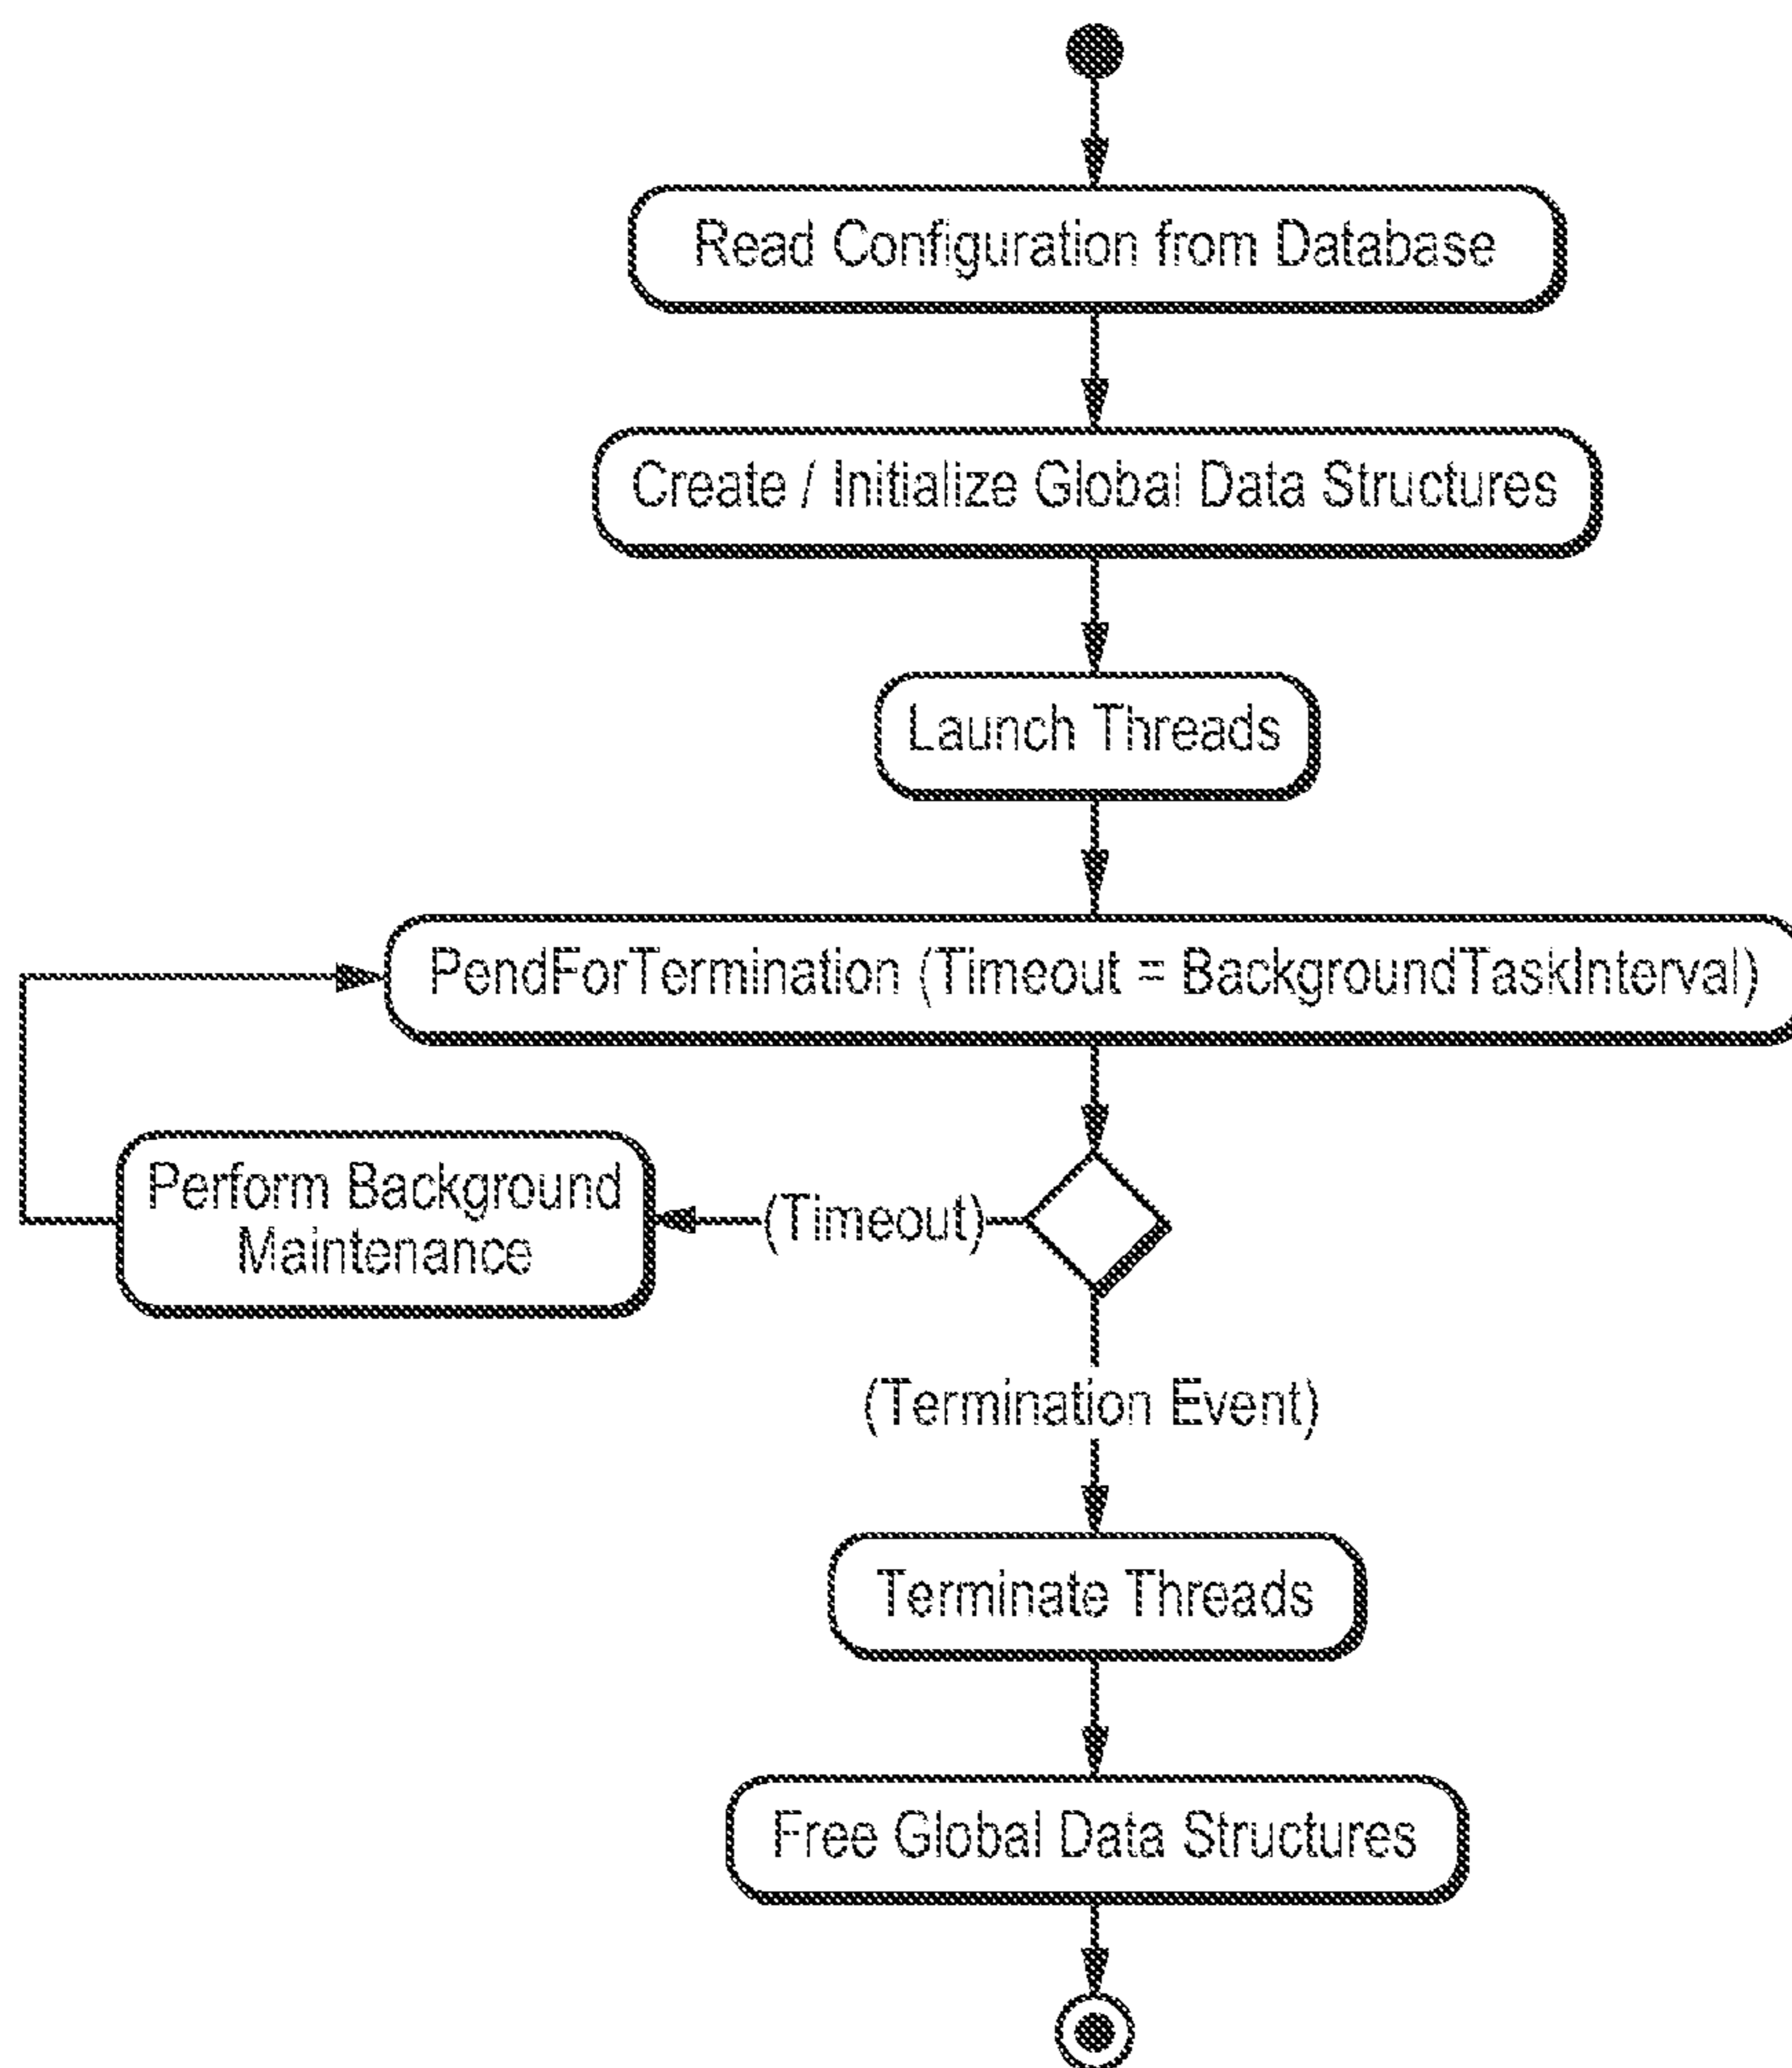 Read Configuration from Database
Create / Initialize Global Data Structures
Launch Threads
PendForTermination (Timeout = BackgroundTaskInterval)
Perform Background
Maintenance
(Timeout)
(Termination Event)
Terminate Threads
Free Global Data Structures